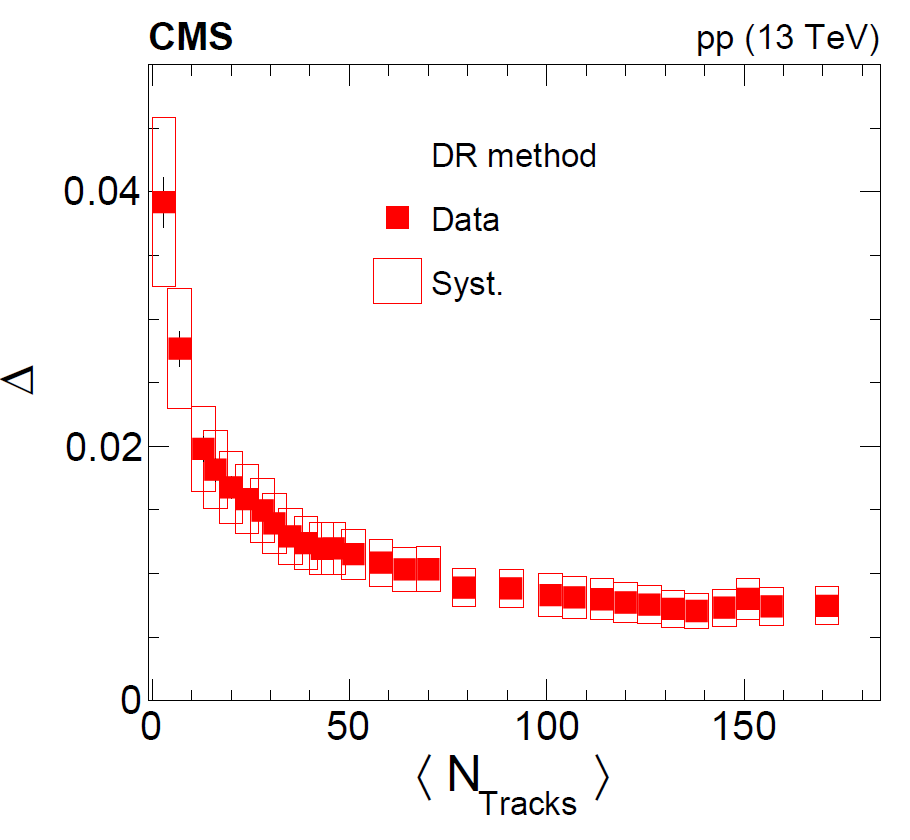 CMS pp (13 TeV)
DR method
0.04
Data
Syst.
Δ
0.02
0
0 50 100 150
⟨ N_Tracks ⟩